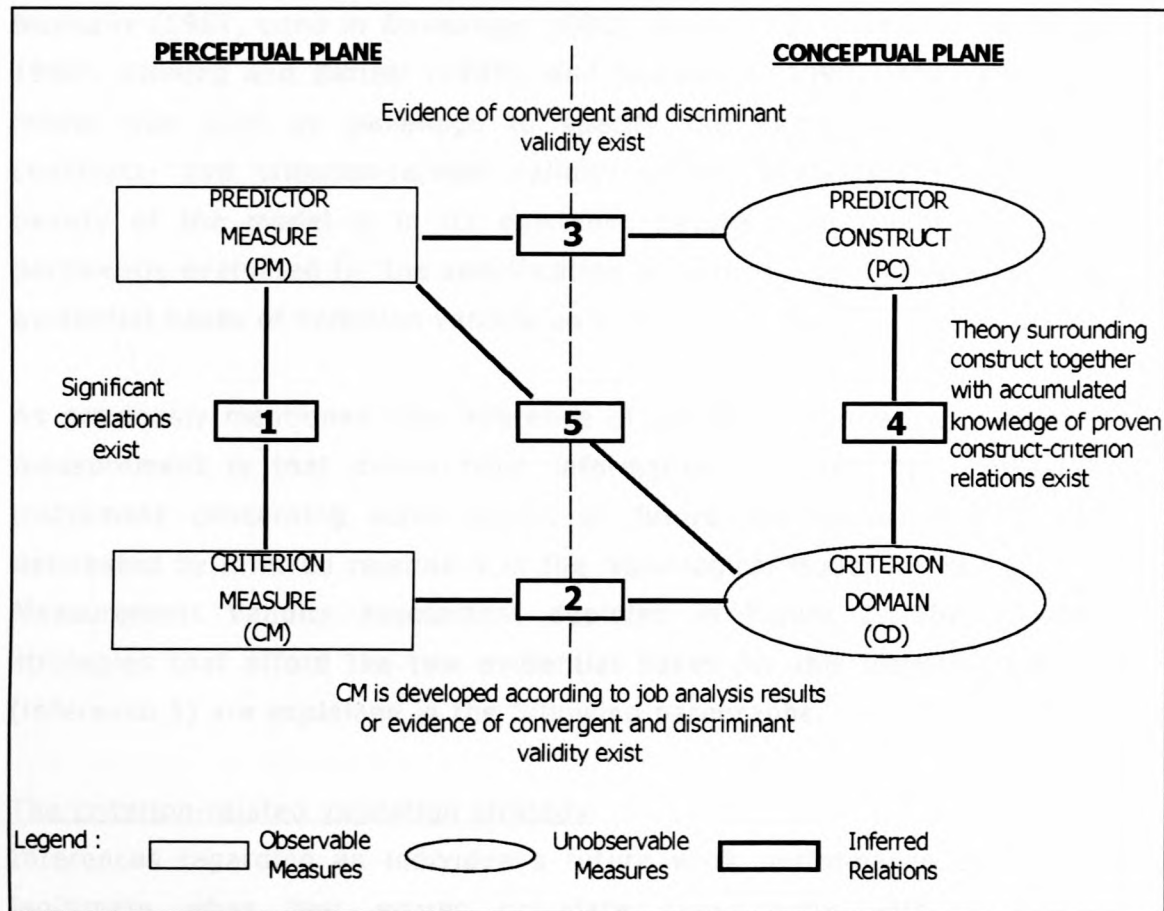 PERCEPTUAL PLANE
CONCEPTUAL PLANE
Evidence of convergent and discriminant
validity exist
PREDICTOR
MEASURE
(PM)
3
PREDICTOR
CONSTRUCT
(PC)
Significant
correlations
exist
1
5
4
Theory surrounding
construct together
with accumulated
knowledge of proven
construct-criterion
relations exist
CRITERION
MEASURE
(CM)
2
CRITERION
DOMAIN
(CD)
CM is developed according to job analysis results
or evidence of convergent and discriminant
validity exist
Legend :
Observable
Measures
Unobservable
Measures
Inferred
Relations